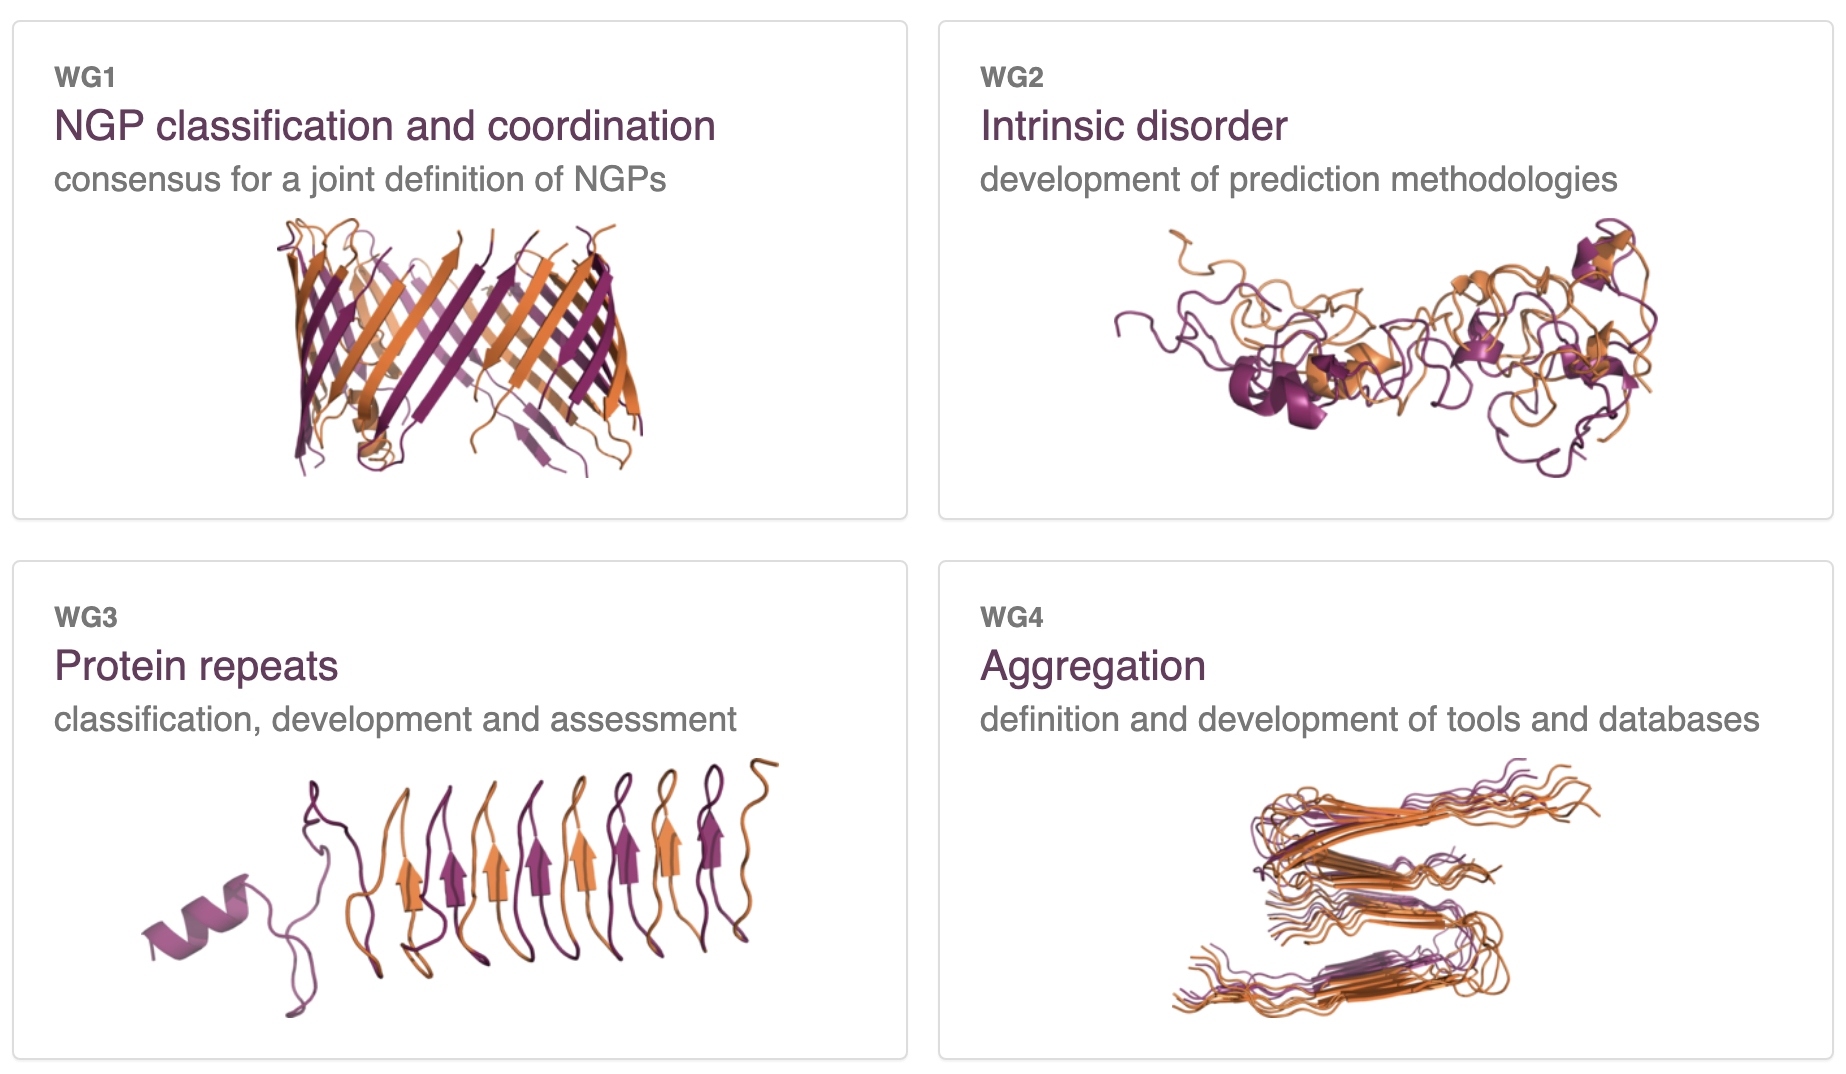 WG1
NGP classification and coordination
consensus for a joint definition of NGPs
WG2
Intrinsic disorder
development of prediction methodologies
WG3
Protein repeats
classification, development and assessment
WG4
Aggregation
definition and development of tools and databases